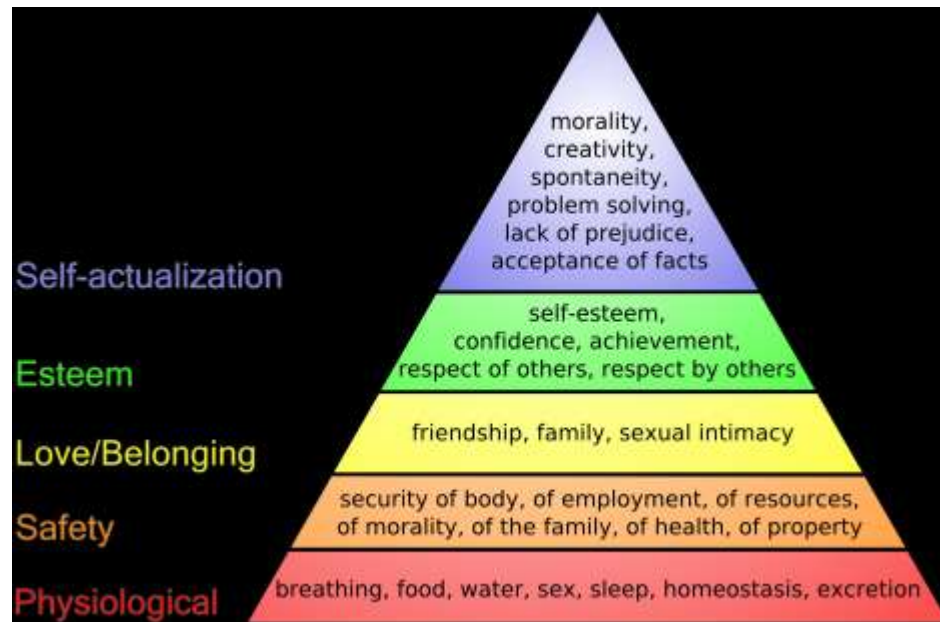 morality,
creativity,
spontaneity,
problem solving,
lack of prejudice,
acceptance of facts
Self-actualization
self-esteem,
confidence, achievement,
respect of others, respect by others
Esteem
friendship, family, sexual intimacy
Love/Belonging
security of body, of employment, of resources,
of morality, of the family, of health, of property
Safety
breathing, food, water, sex, sleep, homeostasis, excretion
Physiological